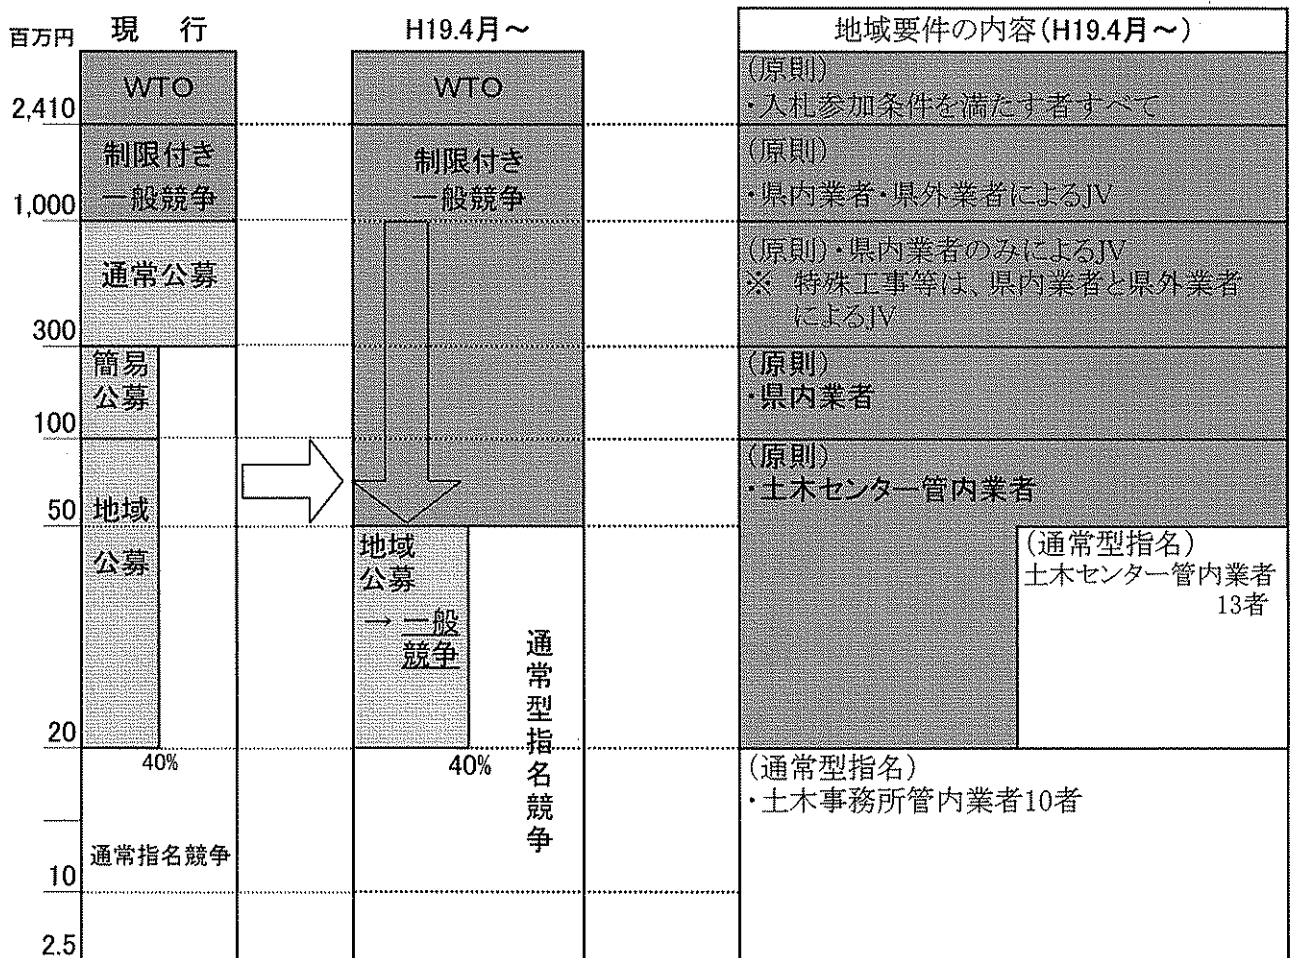 百万円
現 行
H19.4月～
地域要件の内容(H19.4月～)
WTO
WTO
(原則)
・入札参加条件を満たす者すべて
2,410
制限付き
一般競争
制限付き
一般競争
(原則)
・県内業者・県外業者によるJV
1,000
通常公募
(原則)・県内業者のみによるJV
※ 特殊工事等は、県内業者と県外業者
によるJV
300
簡易
公募
(原則)
・県内業者
100
(原則)
・土木センター管内業者
50
地域
公募
地域
公募
→ 一般
競争
通常型指名競争
(通常型指名)
土木センター管内業者
13者
20
40%
40%
(通常型指名)
・土木事務所管内業者10者
通常指名競争
10
2.5